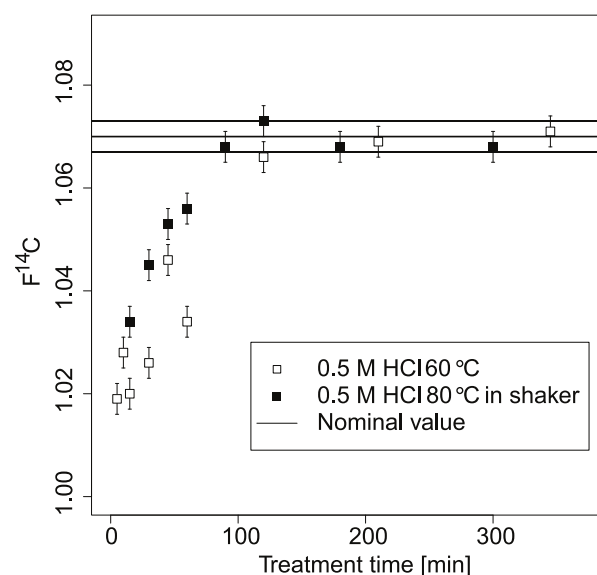 1.08
1.06
1.04
1.02
1.00
F14C
0.5 M HCl 60 °C
0.5 M HCl 80 °C in shaker
Nominal value
0 100 200 300
Treatment time [min]